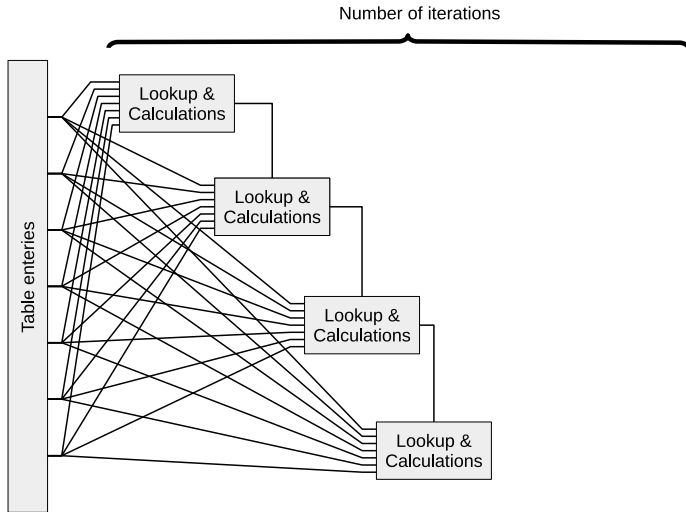 Number of iterations
Lookup &
Calculations
Lookup &
Calculations
Table enteries
Lookup &
Calculations
Lookup &
Calculations